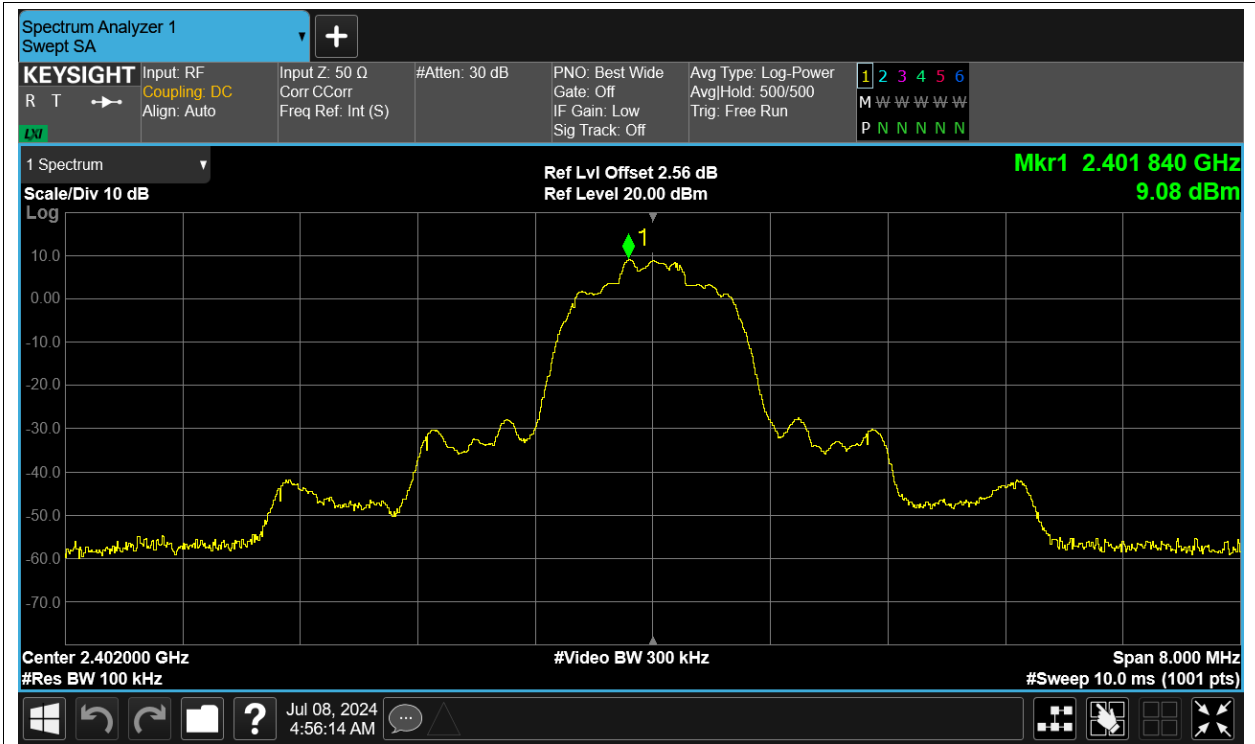 Spectrum Analyzer 1
Swept SA
+
KEYSIGHT
R T
LXI
Input: RF
Coupling: DC
Align: Auto
Input Z: 50 Ω
Corr CCorr
Freq Ref: Int (S)
#Atten: 30 dB
PNO: Best Wide
Gate: Off
IF Gain: Low
Sig Track: Off
Avg Type: Log-Power
Avg|Hold: 500/500
Trig: Free Run
1 2 3 4 5 6
M W W W W W
P N N N N N
1 Spectrum
Scale/Div 10 dB
Log
Ref Lvl Offset 2.56 dB
Ref Level 20.00 dBm
Mkr1 2.401 840 GHz
9.08 dBm
1
10.0
0.00
-10.0
-20.0
-30.0
-40.0
-50.0
-60.0
-70.0
Center 2.402000 GHz
#Res BW 100 kHz
#Video BW 300 kHz
Span 8.000 MHz
#Sweep 10.0 ms (1001 pts)
?
Jul 08, 2024
4:56:14 AM